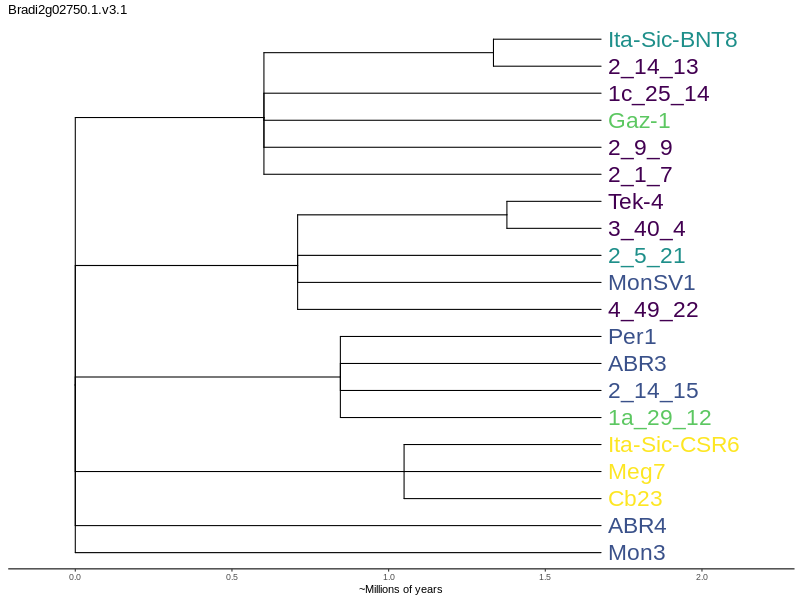 Bradi2g02750.1.v3.1
Ita-Sic-BNT8
2_14_13
1c_25_14
Gaz-1
2_9_9
2_1_7
Tek-4
3_40_4
2_5_21
MonSV1
4_49_22
Per1
ABR3
2_14_15
1a_29_12
Ita-Sic-CSR6
Meg7
Cb23
ABR4
Mon3
0.0 0.5 1.0 1.5 2.0
~Millions of years